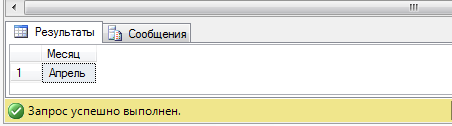 Результаты Сообщения
Месяц
1 Апрель
Запрос успешно выполнен.